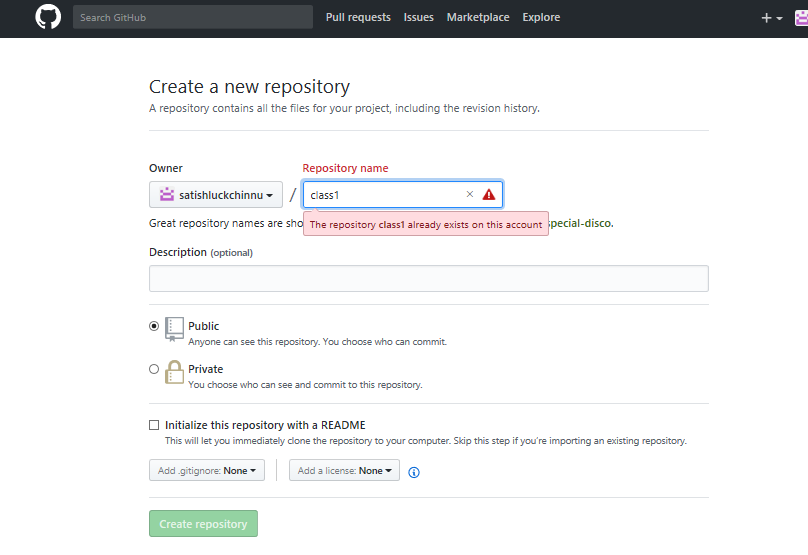 Search GitHub Pull requests Issues Marketplace Explore
Create a new repository
A repository contains all the files for your project, including the revision history.
Owner Repository name
satishluckchinnu / class1
Great repository names are sho special-disco.
The repository class1 already exists on this account
Description (optional)
Public
Anyone can see this repository. You choose who can commit.
Private
You choose who can see and commit to this repository.
Initialize this repository with a README
This will let you immediately clone the repository to your computer. Skip this step if you're importing an existing repository.
Add .gitignore: None Add a license: None
Create repository